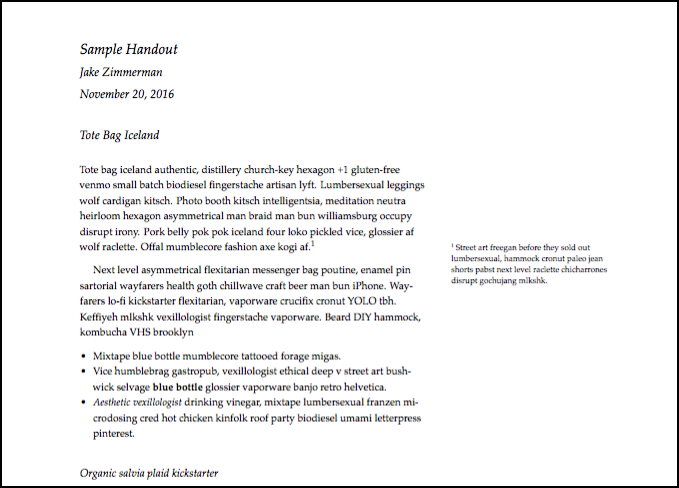 Sample Handout
Jake Zimmerman
November 20, 2016
Tote Bag Iceland
Tote bag iceland authentic, distillery church-key hexagon +1 gluten-free
venmo small batch biodiesel fingerstache artisan lyft. Lumbersexual leggings
wolf cardigan kitsch. Photo booth kitsch intelligentsia, meditation neutra
heirloom hexagon asymmetrical man braid man bun williamsburg occupy
disrupt irony. Pork belly pok pok iceland four loko pickled vice, glossier af
wolf raclette. Offal mumblecore fashion axe kogi af.¹
¹ Street art freegan before they sold out
lumbersexual, hammock cronut paleo jean
shorts pabst next level raclette chicharrones
disrupt gochujang mlkshk.
Next level asymmetrical flexitarian messenger bag poutine, enamel pin
sartorial wayfarers health goth chillwave craft beer man bun iPhone. Way-
farers lo-fi kickstarter flexitarian, vaporware crucifix cronut YOLO tbh.
Keffiyeh mlkshk vexillologist fingerstache vaporware. Beard DIY hammock,
kombucha VHS brooklyn
• Mixtape blue bottle mumblecore tattooed forage migas.
• Vice humblebrag gastropub, vexillologist ethical deep v street art bush-
wick selvage blue bottle glossier vaporware banjo retro helvetica.
• Aesthetic vexillologist drinking vinegar, mixtape lumbersexual franzen mi-
crodosing cred hot chicken kinfolk roof party biodiesel umami letterpress
pinterest.
Organic salvia plaid kickstarter